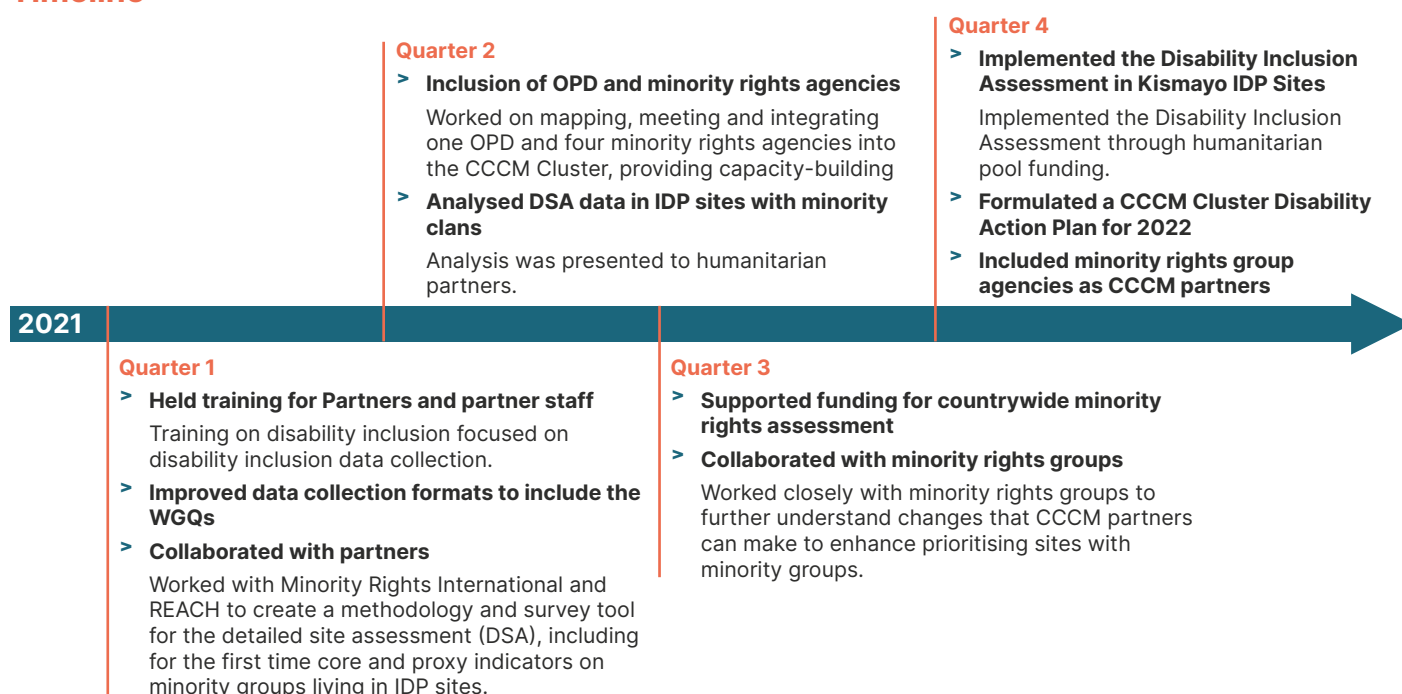 Quarter 2
> Inclusion of OPD and minority rights agencies
Worked on mapping, meeting and integrating
one OPD and four minority rights agencies into
the CCCM Cluster, providing capacity-building
> Analysed DSA data in IDP sites with minority
clans
Analysis was presented to humanitarian
partners.
Quarter 4
> Implemented the Disability Inclusion
Assessment in Kismayo IDP Sites
Implemented the Disability Inclusion
Assessment through humanitarian
pool funding.
> Formulated a CCCM Cluster Disability
Action Plan for 2022
> Included minority rights group
agencies as CCCM partners
2021
Quarter 1
> Held training for Partners and partner staff
Training on disability inclusion focused on
disability inclusion data collection.
> Improved data collection formats to include the
WGQs
> Collaborated with partners
Worked with Minority Rights International and
REACH to create a methodology and survey tool
for the detailed site assessment (DSA), including
for the first time core and proxy indicators on
minority groups living in IDP sites.
Quarter 3
> Supported funding for countrywide minority
rights assessment
> Collaborated with minority rights groups
Worked closely with minority rights groups to
further understand changes that CCCM partners
can make to enhance prioritising sites with
minority groups.